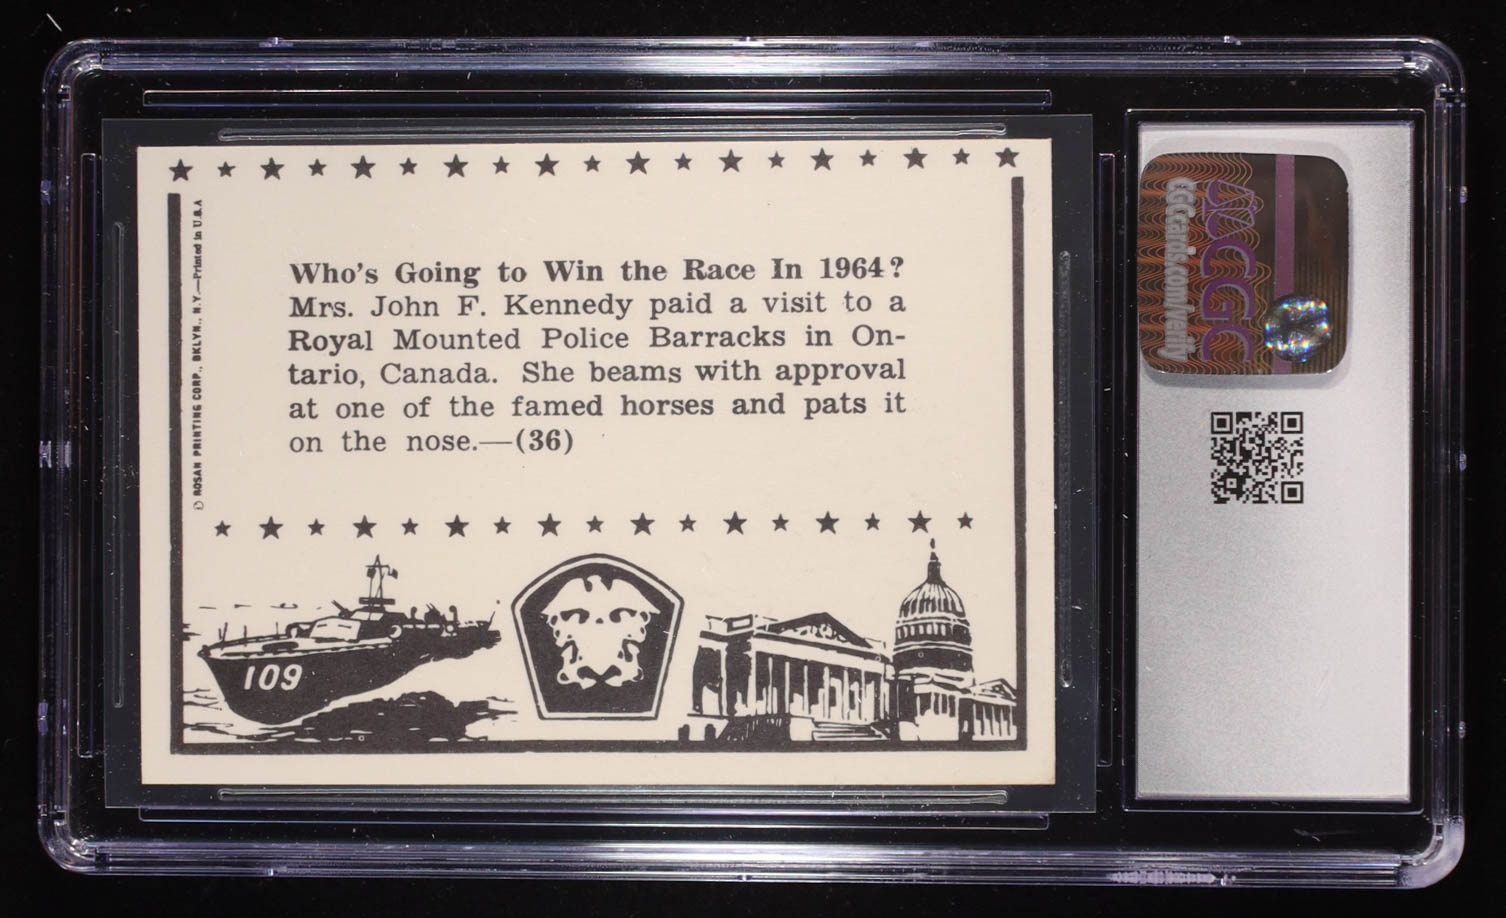 Who's Going to Win the Race In 1964?
Mrs. John F. Kennedy paid a visit to a
Royal Mounted Police Barracks in On-
tario, Canada. She beams with approval
at one of the famed horses and pats it
on the nose.—(36)
© ROSAN PRINTING CORP., BKLYN., N.Y.—Printed in U.S.A
109
CGC
CGCcards.com/verify